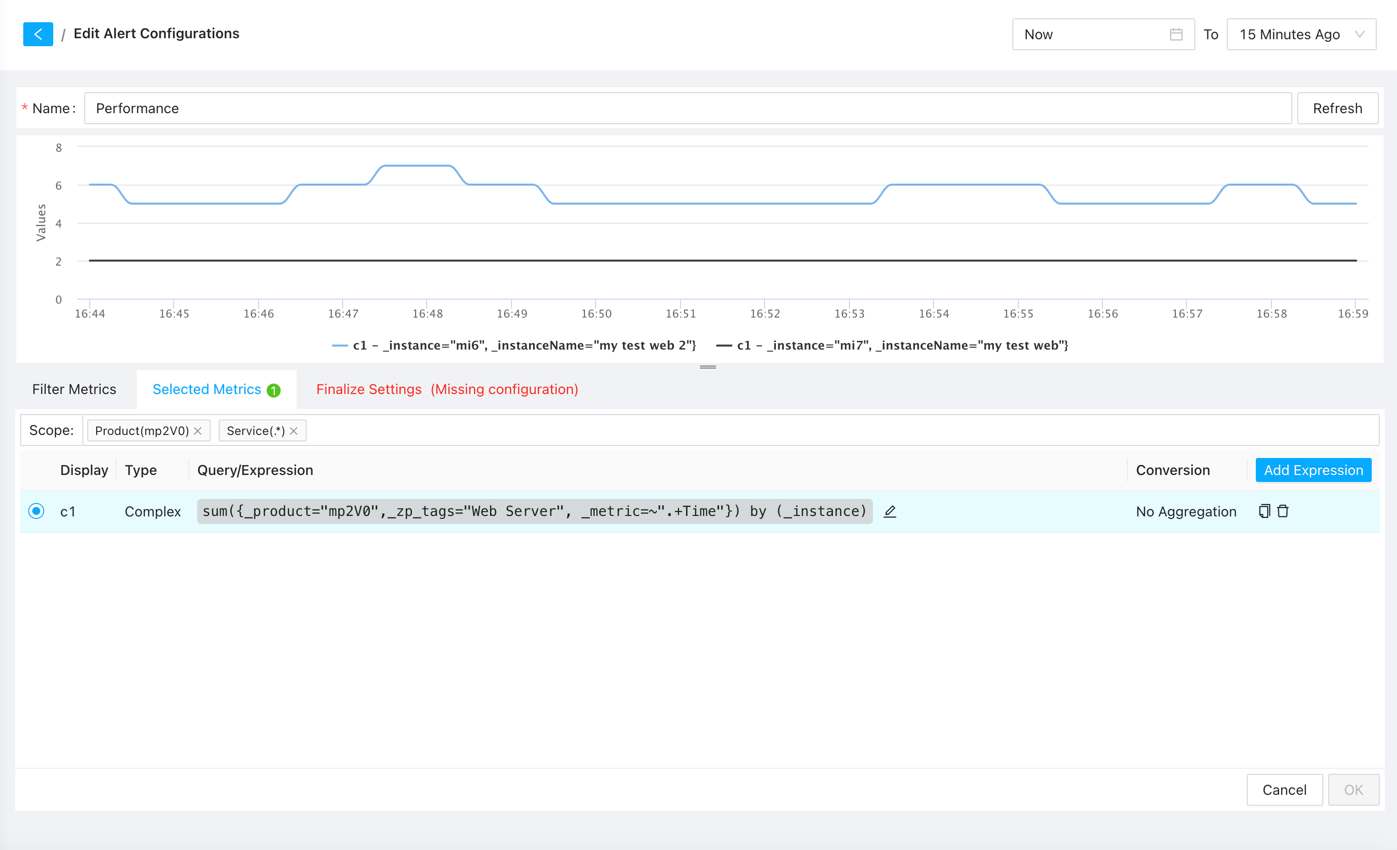 / Edit Alert Configurations
Now To 15 Minutes Ago
* Name: Performance Refresh
8
6
4
2
0
Values
16:44 16:45 16:46 16:47 16:48 16:49 16:50 16:51 16:52 16:53 16:54 16:55 16:56 16:57 16:58 16:59
c1 - _instance="mi6", _instanceName="my test web 2"} c1 - _instance="mi7", _instanceName="my test web"}
Filter Metrics Selected Metrics 1 Finalize Settings (Missing configuration)
Scope: Product(mp2V0) Service(.*)
Display Type Query/Expression Conversion Add Expression
c1 Complex sum({_product="mp2V0",_zp_tags="Web Server", _metric=~".+Time"}) by (_instance) No Aggregation
Cancel OK